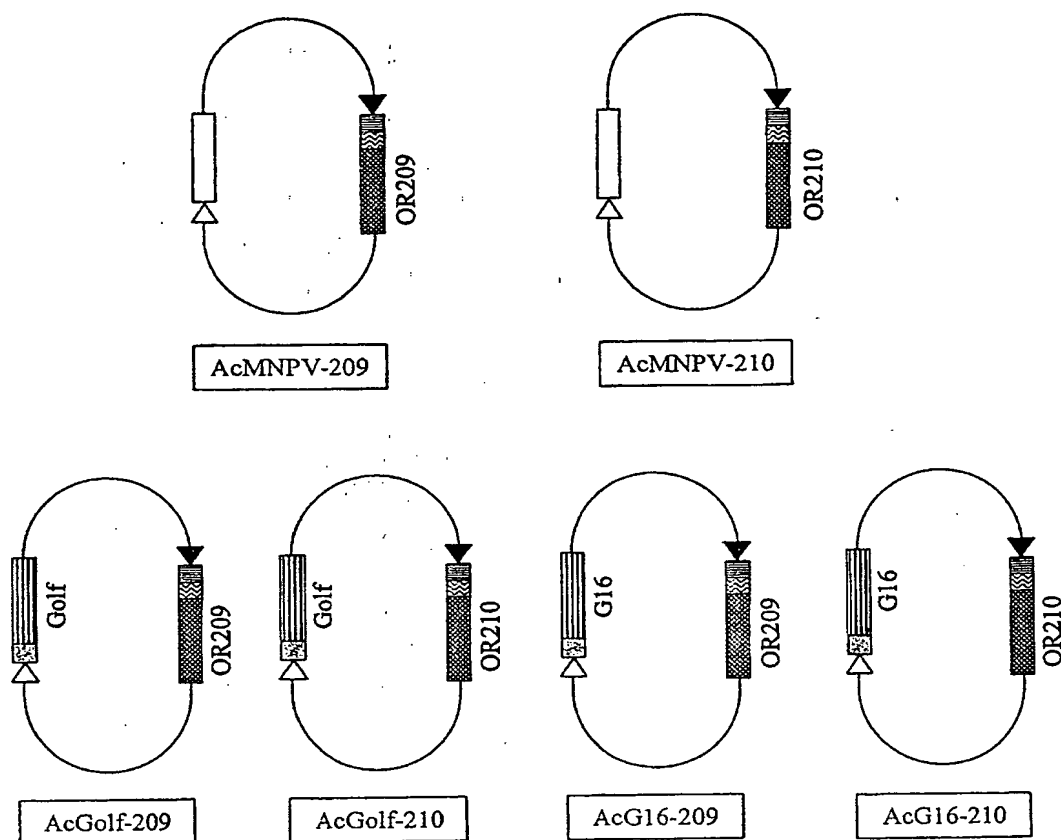 OR209
OR210
AcMNPV-209
AcMNPV-210
Golf
OR209
Golf
OR210
G16
OR209
G16
OR210
AcGolf-209
AcGolf-210
AcG16-209
AcG16-210